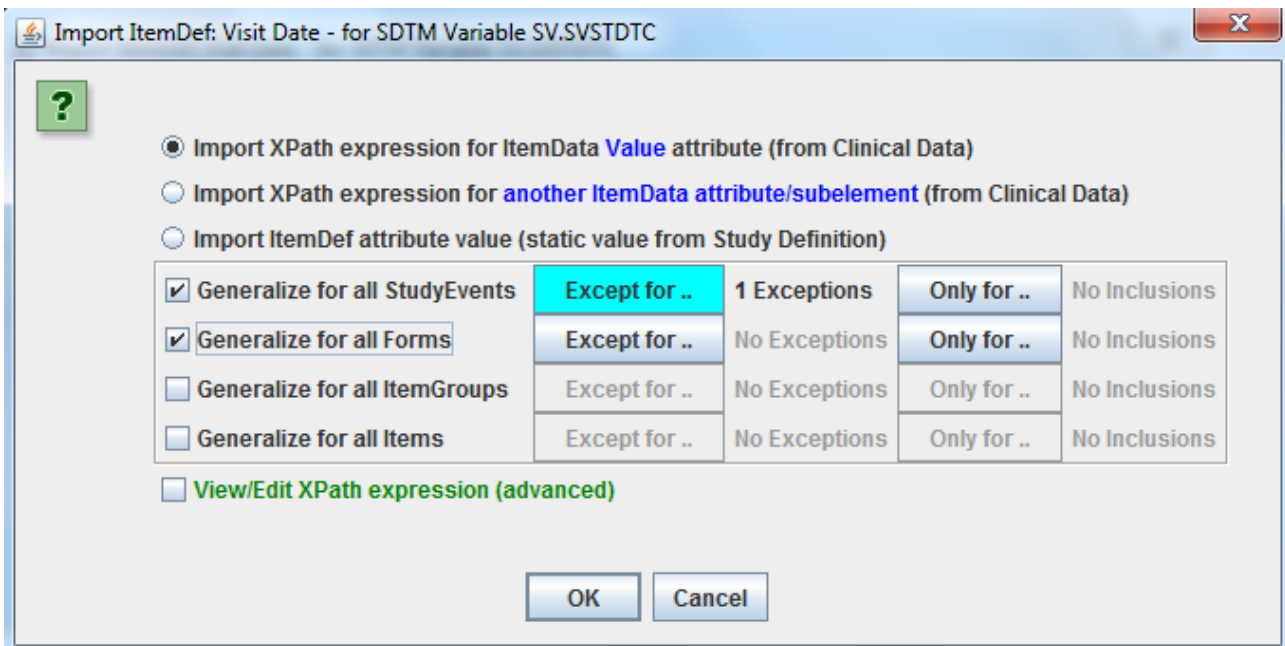 Import ItemDef: Visit Date - for SDTM Variable SV.SVSTDTC
?
Import XPath expression for ItemData Value attribute (from Clinical Data)
Import XPath expression for another ItemData attribute/subelement (from Clinical Data)
Import ItemDef attribute value (static value from Study Definition)
Generalize for all StudyEvents Except for .. 1 Exceptions Only for .. No Inclusions
Generalize for all Forms Except for .. No Exceptions Only for .. No Inclusions
Generalize for all ItemGroups Except for .. No Exceptions Only for .. No Inclusions
Generalize for all Items Except for .. No Exceptions Only for .. No Inclusions
View/Edit XPath expression (advanced)
OK Cancel